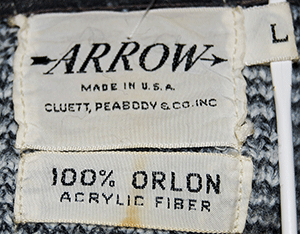 ARROW
MADE IN U.S.A.
CLUETT, PEABODY & CO. INC
L
100% ORLON
ACRYLIC FIBER